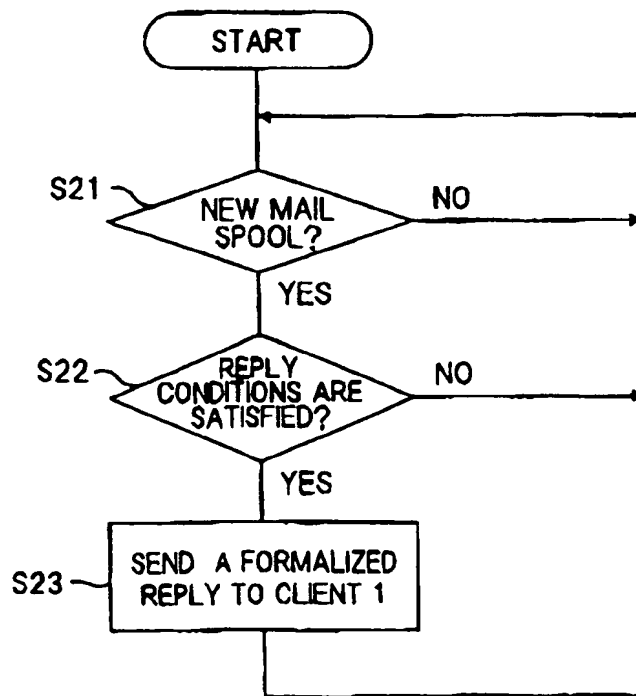 START
S21
NEW MAIL
SPOOL?
NO
YES
S22
REPLY
CONDITIONS ARE
SATISFIED?
NO
YES
S23
SEND A FORMALIZED
REPLY TO CLIENT 1